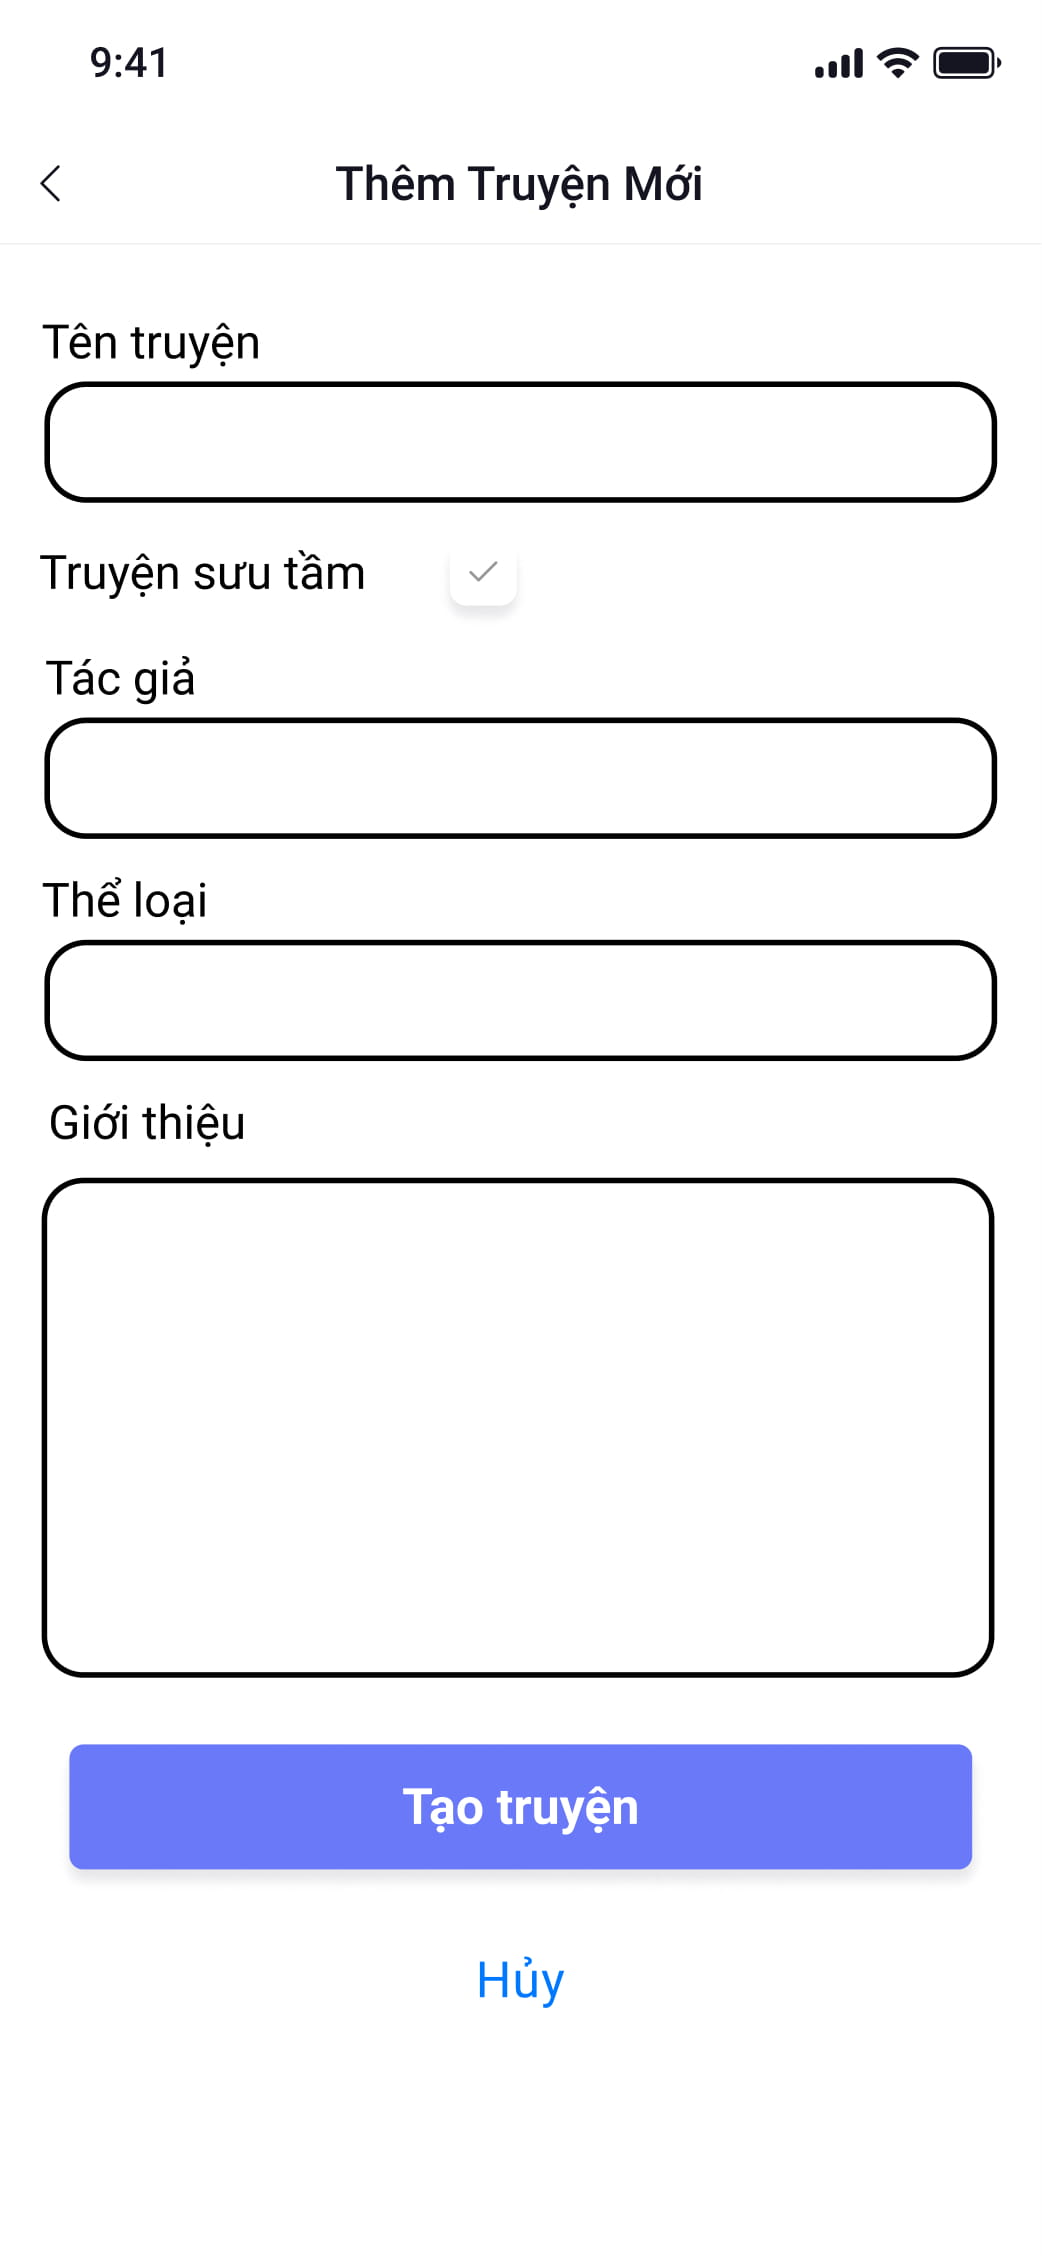 9:41
Thêm Truyện Mới
Tên truyện
Truyện sưu tầm
Tác giả
Thể loại
Giới thiệu
Tạo truyện
Hủy